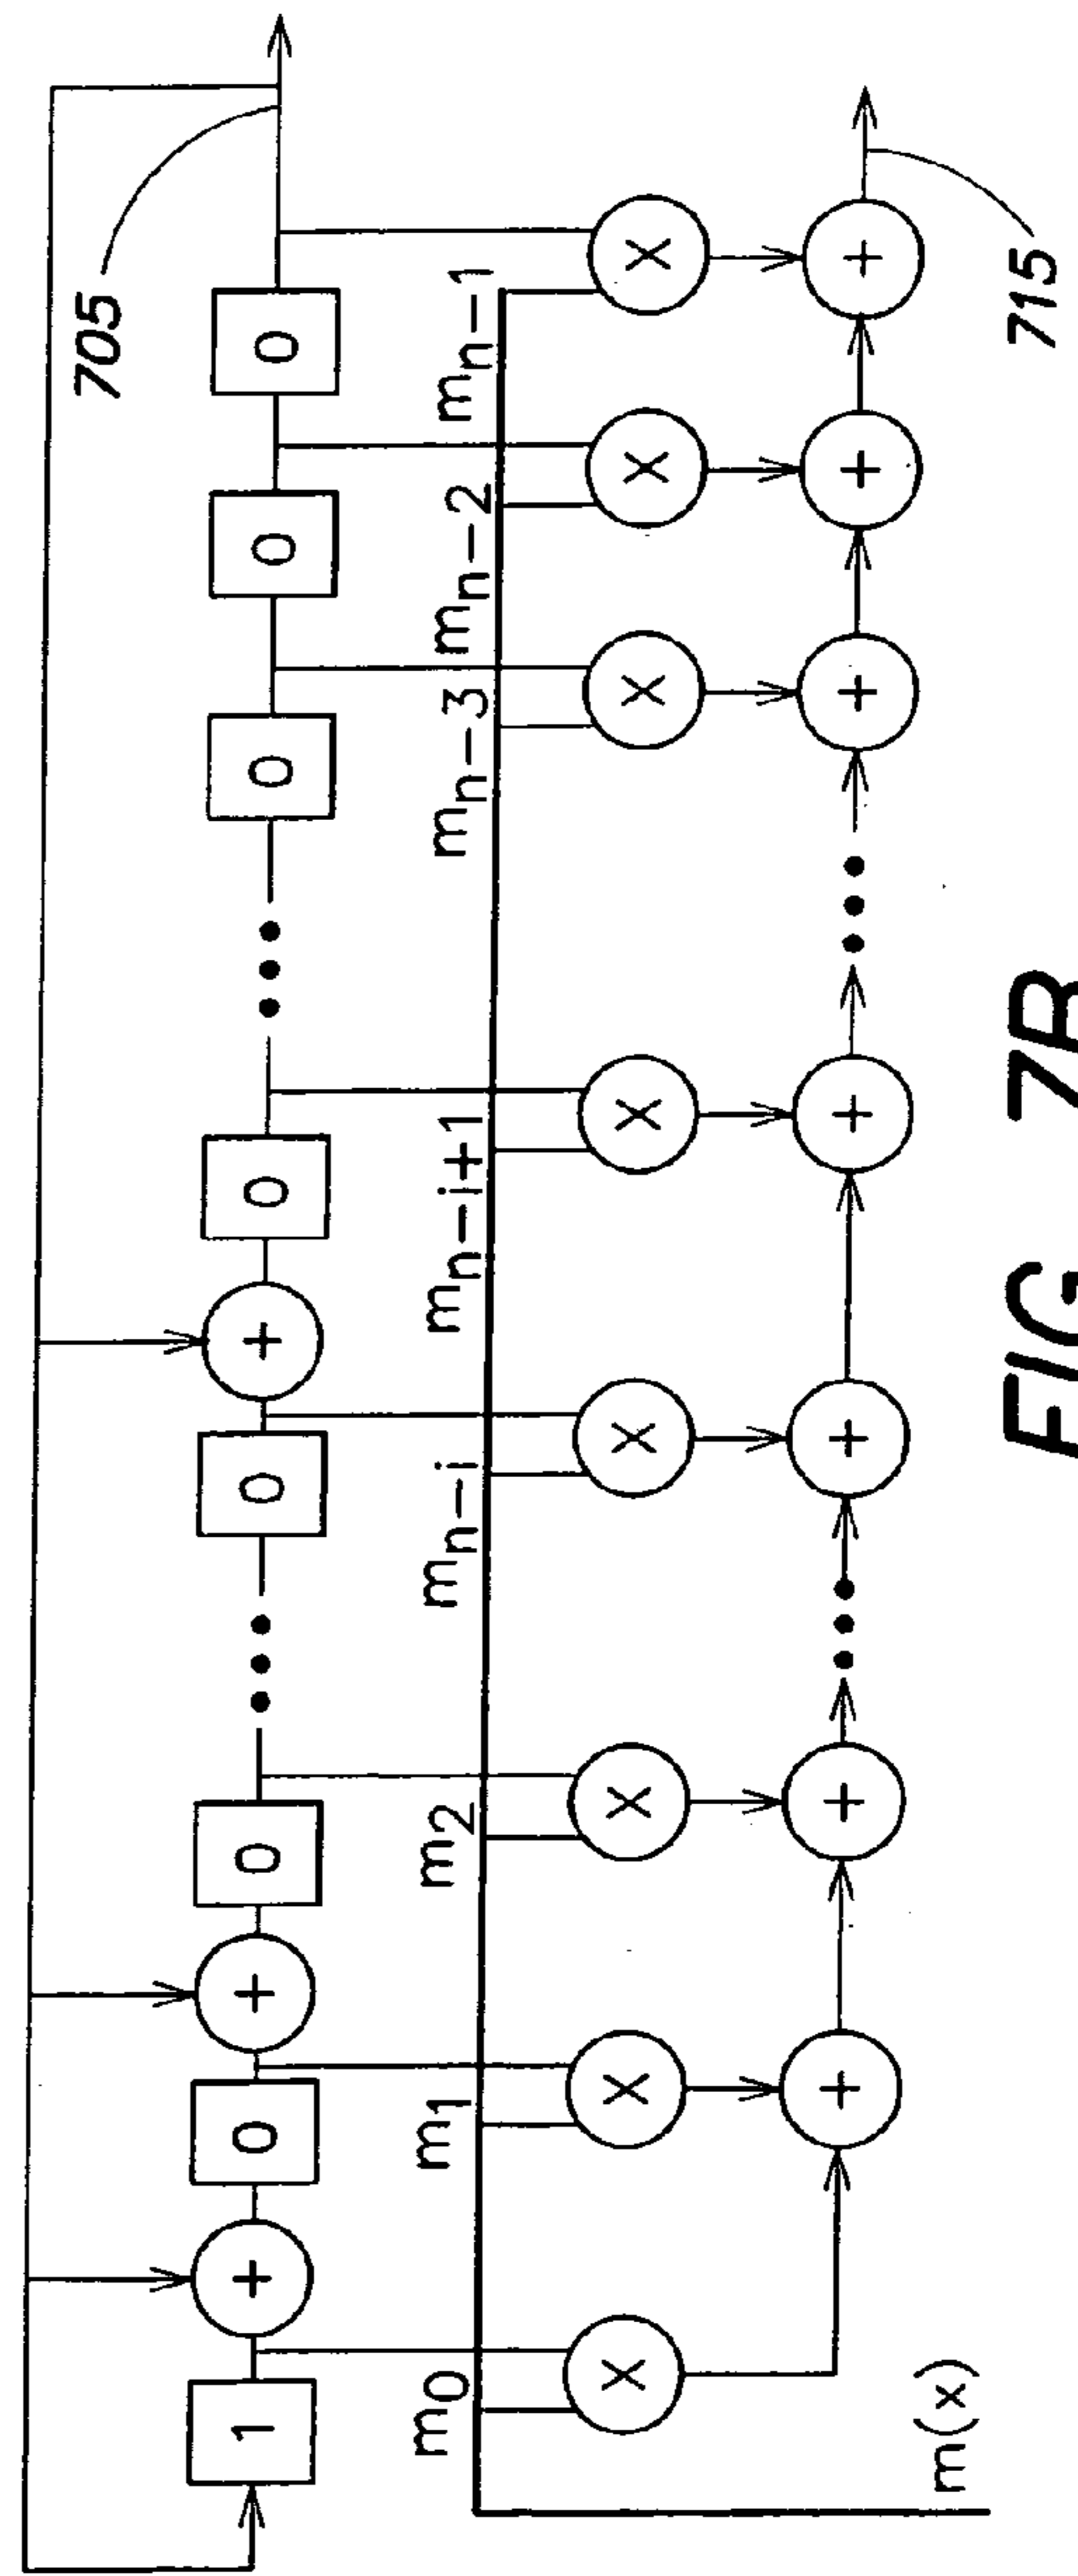 705
1 + 0 + 0 ••• 0 + 0 ••• 0 0 0
m0 m1 m2 mn-i mn-i+1 mn-3 mn-2 mn-1
X X X X X X X X
+ + ••• + + ••• + + +
m(x)
715
FIG. 7B